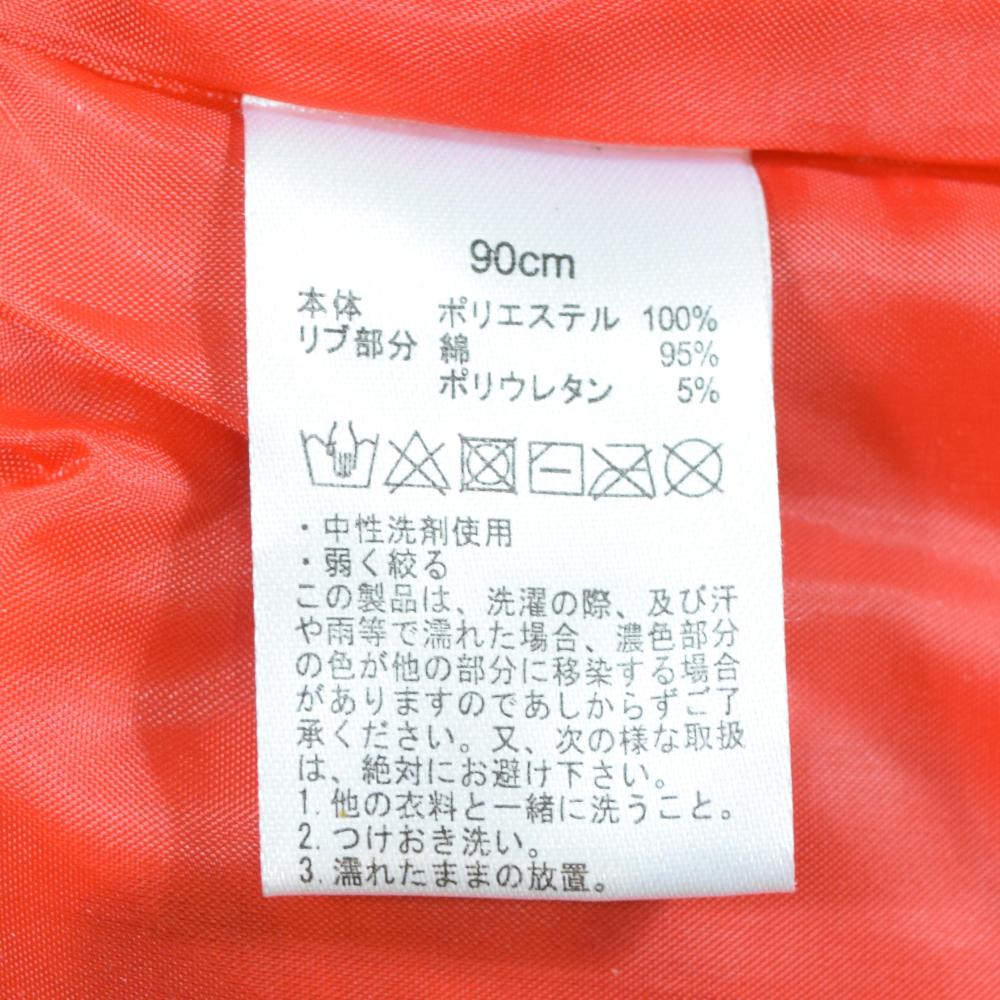 90cm
本体 ポリエステル 100%
リブ部分 綿 95%
ポリウレタン 5%
・中性洗剤使用
・弱く絞る
この製品は、洗濯の際、及び汗
や雨等で濡れた場合、濃色部分
の色が他の部分に移染する場合
がありますのであしからずご了
承ください。又、次の様な取扱
は、絶対にお避け下さい。
1. 他の衣料と一緒に洗うこと。
2. つけおき洗い。
3. 濡れたままの放置。